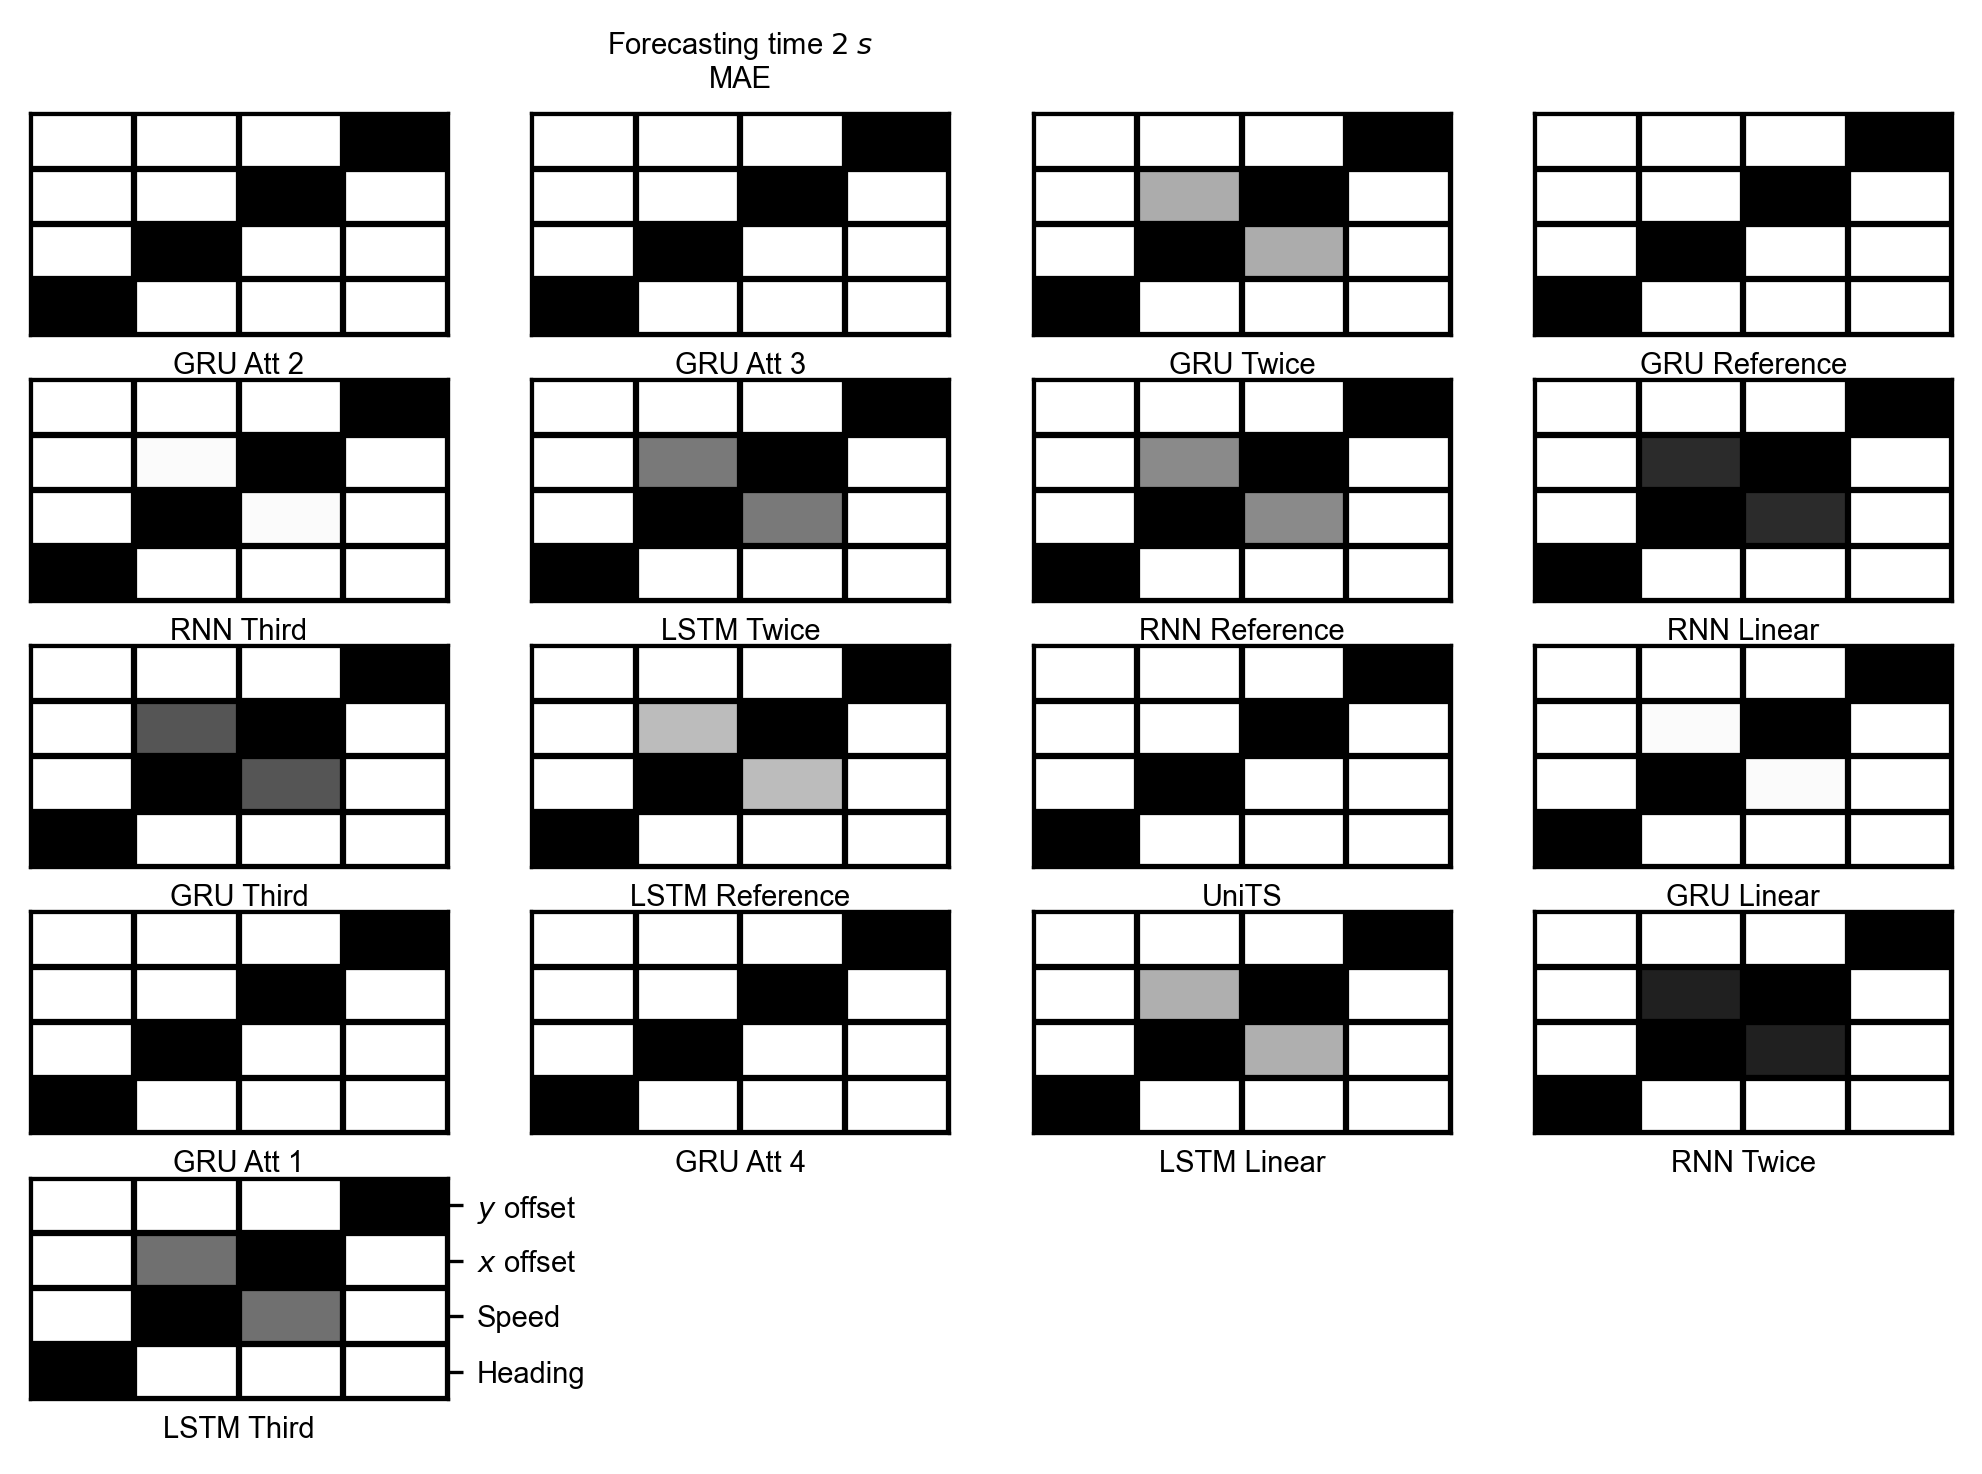 Forecasting time 2 s
MAE
GRU Att 2
GRU Att 3
GRU Twice
GRU Reference
RNN Third
LSTM Twice
RNN Reference
RNN Linear
GRU Third
LSTM Reference
UniTS
GRU Linear
GRU Att 1
GRU Att 4
LSTM Linear
RNN Twice
y offset
x offset
Speed
Heading
LSTM Third